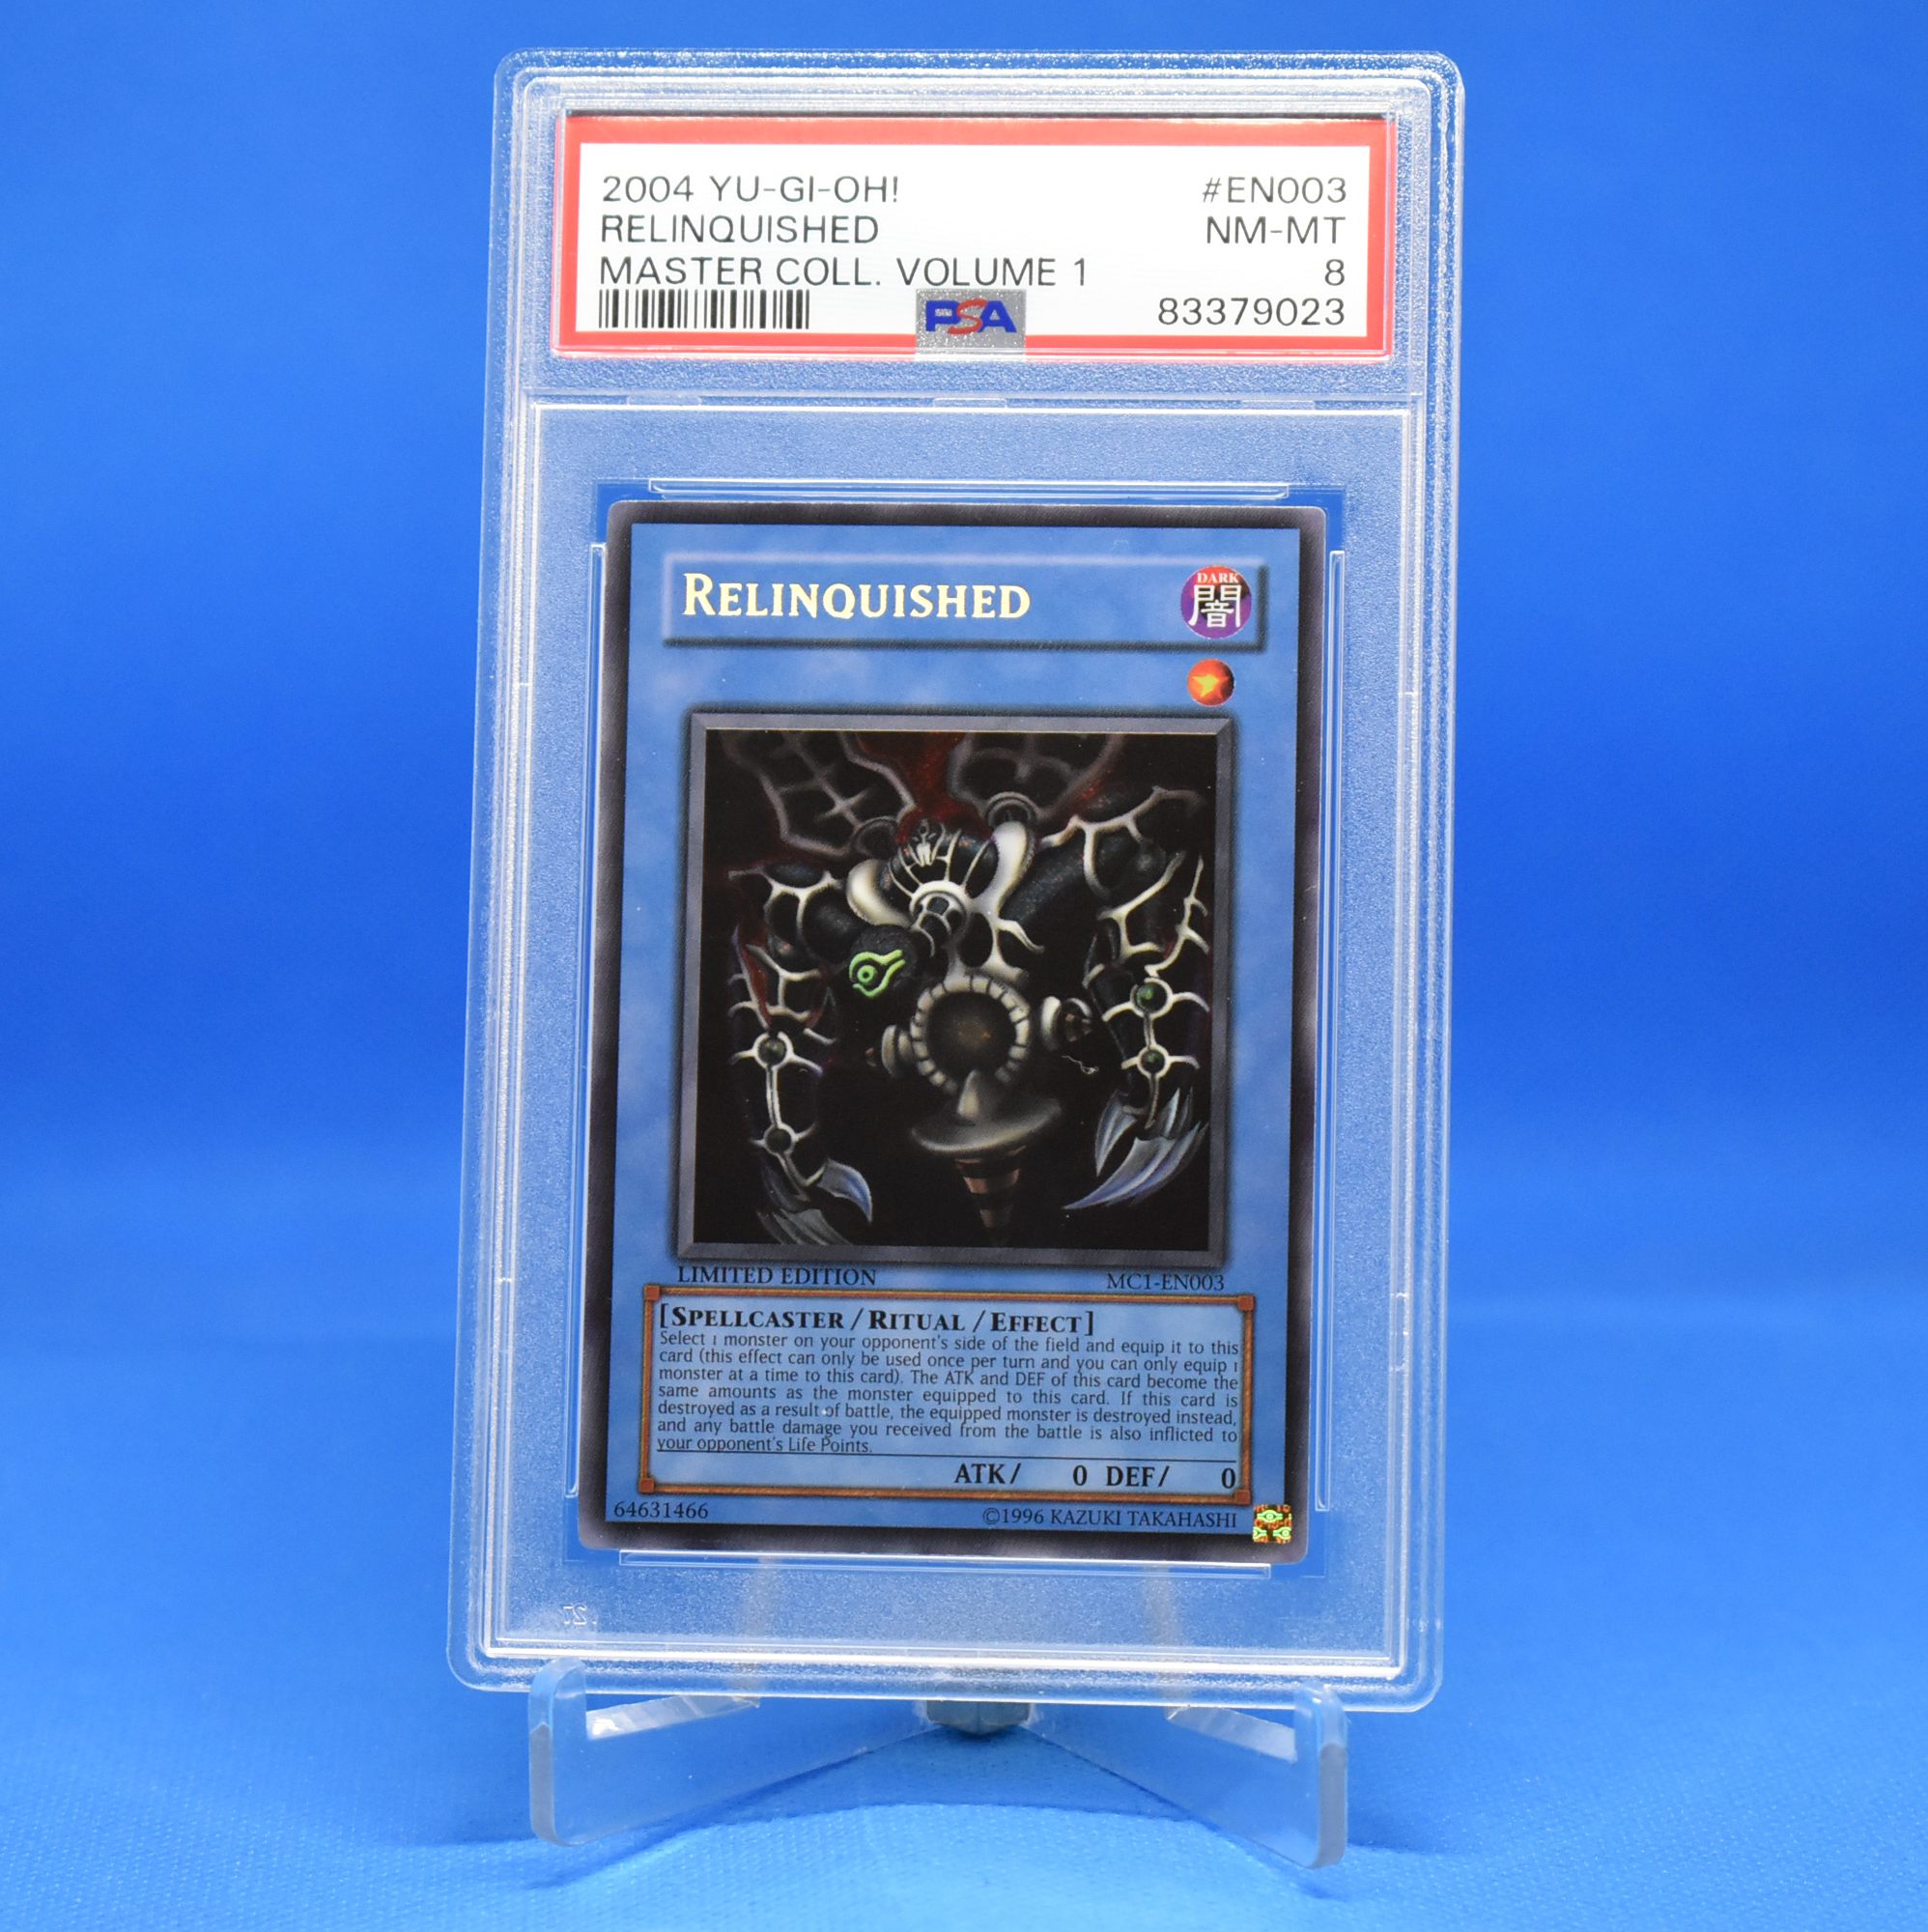 2004 YU-GI-OH! #EN003
RELINQUISHED NM-MT
MASTER COLL. VOLUME 1 8
PSA 83379023
RELINQUISHED
DARK
闇
LIMITED EDITION MC1-EN003
[SPELLCASTER / RITUAL / EFFECT]
Select 1 monster on your opponent's side of the field and equip it to this
card (this effect can only be used once per turn and you can only equip 1
monster at a time to this card). The ATK and DEF of this card become the
same amounts as the monster equipped to this card. If this card is
destroyed as a result of battle, the equipped monster is destroyed instead,
and any battle damage you received from the battle is also inflicted to
your opponent's Life Points.
ATK/ 0 DEF/ 0
64631466 ©1996 KAZUKI TAKAHASHI